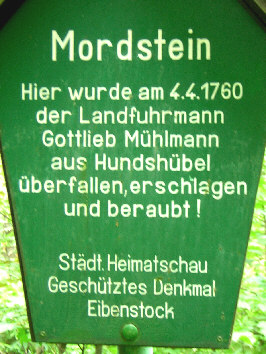 Mordstein
Hier wurde am 4.4.1760
der Landfuhrmann
Gottlieb Mühlmann
aus Hundshübel
überfallen, erschlagen
und beraubt!
Städt. Heimatschau
Geschütztes Denkmal
Eibenstock